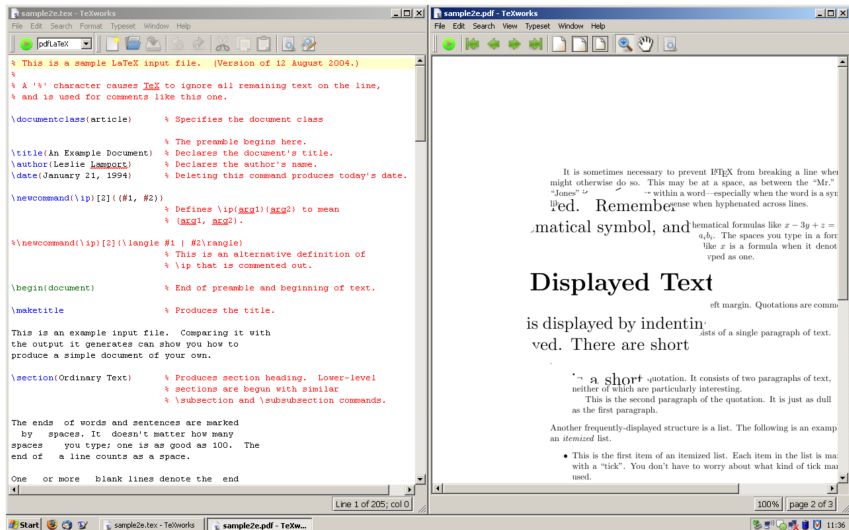 sample2e.tex - TeXworks
File Edit Search Format Typeset Window Help
pdfLaTeX
% This is a sample LaTeX input file. (Version of 12 August 2004.)
%
% A '%' character causes TeX to ignore all remaining text on the line,
% and is used for comments like this one.
\documentclass{article} % Specifies the document class
% The preamble begins here.
\title{An Example Document} % Declares the document's title.
\author{Leslie Lamport} % Declares the author's name.
\date{January 21, 1994} % Deleting this command produces today's date.
\newcommand{\ip}[2]{(#1, #2)}
% Defines \ip{arg1}{arg2} to mean
% (arg1, arg2).
%\newcommand{\ip}[2]{\langle #1 | #2\rangle}
% This is an alternative definition of
% \ip that is commented out.
\begin{document} % End of preamble and beginning of text.
\maketitle % Produces the title.
This is an example input file. Comparing it with
the output it generates can show you how to
produce a simple document of your own.
\section{Ordinary Text} % Produces section heading. Lower-level
% sections are begun with similar
% \subsection and \subsubsection commands.
The ends of words and sentences are marked
by spaces. It doesn't matter how many
spaces you type; one is as good as 100. The
end of a line counts as a space.
One or more blank lines denote the end
Line 1 of 205; col 0
sample2e.pdf - TeXworks
File Edit Search View Typeset Window Help
It is sometimes necessary to prevent LaTeX from breaking a line wher
might otherwise do so. This may be at a space, as between the “Mr.”
“Jones” within a word—especially when the word is a syn
red. Remember sense when hyphenated across lines.
matical symbol, and hematical formulas like x − 3y + z =
The spaces you type in a form
like x is a formula when it denot
yped as one.
Displayed Text
eft margin. Quotations are comm
is displayed by indentin
ists of a single paragraph of text.
ved. There are short
a short quotation. It consists of two paragraphs of text,
neither of which are particularly interesting.
This is the second paragraph of the quotation. It is just as dull
as the first paragraph.
Another frequently-displayed structure is a list. The following is an examp
an itemized list.
• This is the first item of an itemized list. Each item in the list is mar
with a “tick”. You don’t have to worry about what kind of tick mar
used.
100% page 2 of 3
Start sample2e.tex - TeXworks sample2e.pdf - TeXw... 11:36